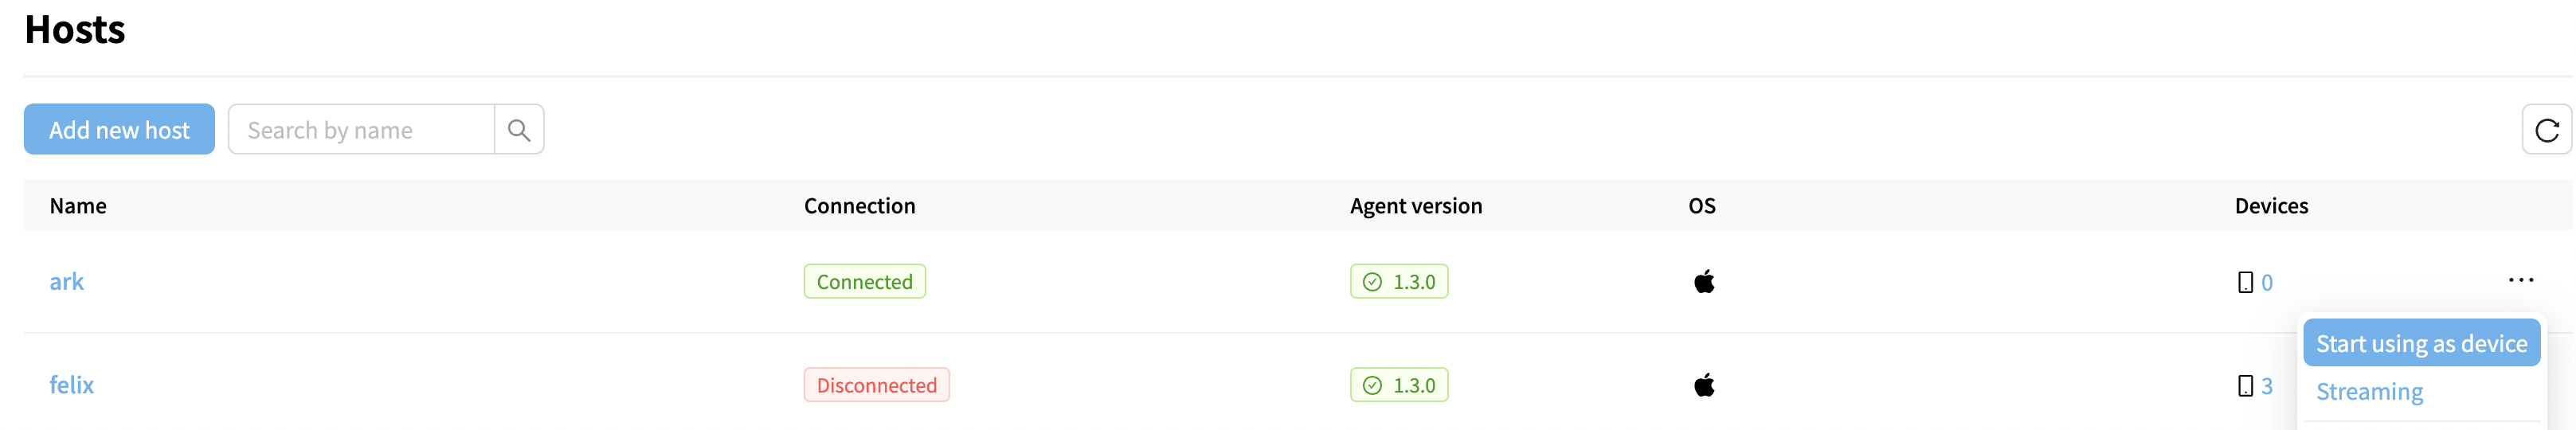 Hosts
Add new host Search by name
Name Connection Agent version OS Devices
ark Connected 1.3.0 0 ...
Start using as device
felix Disconnected 1.3.0 3
Streaming